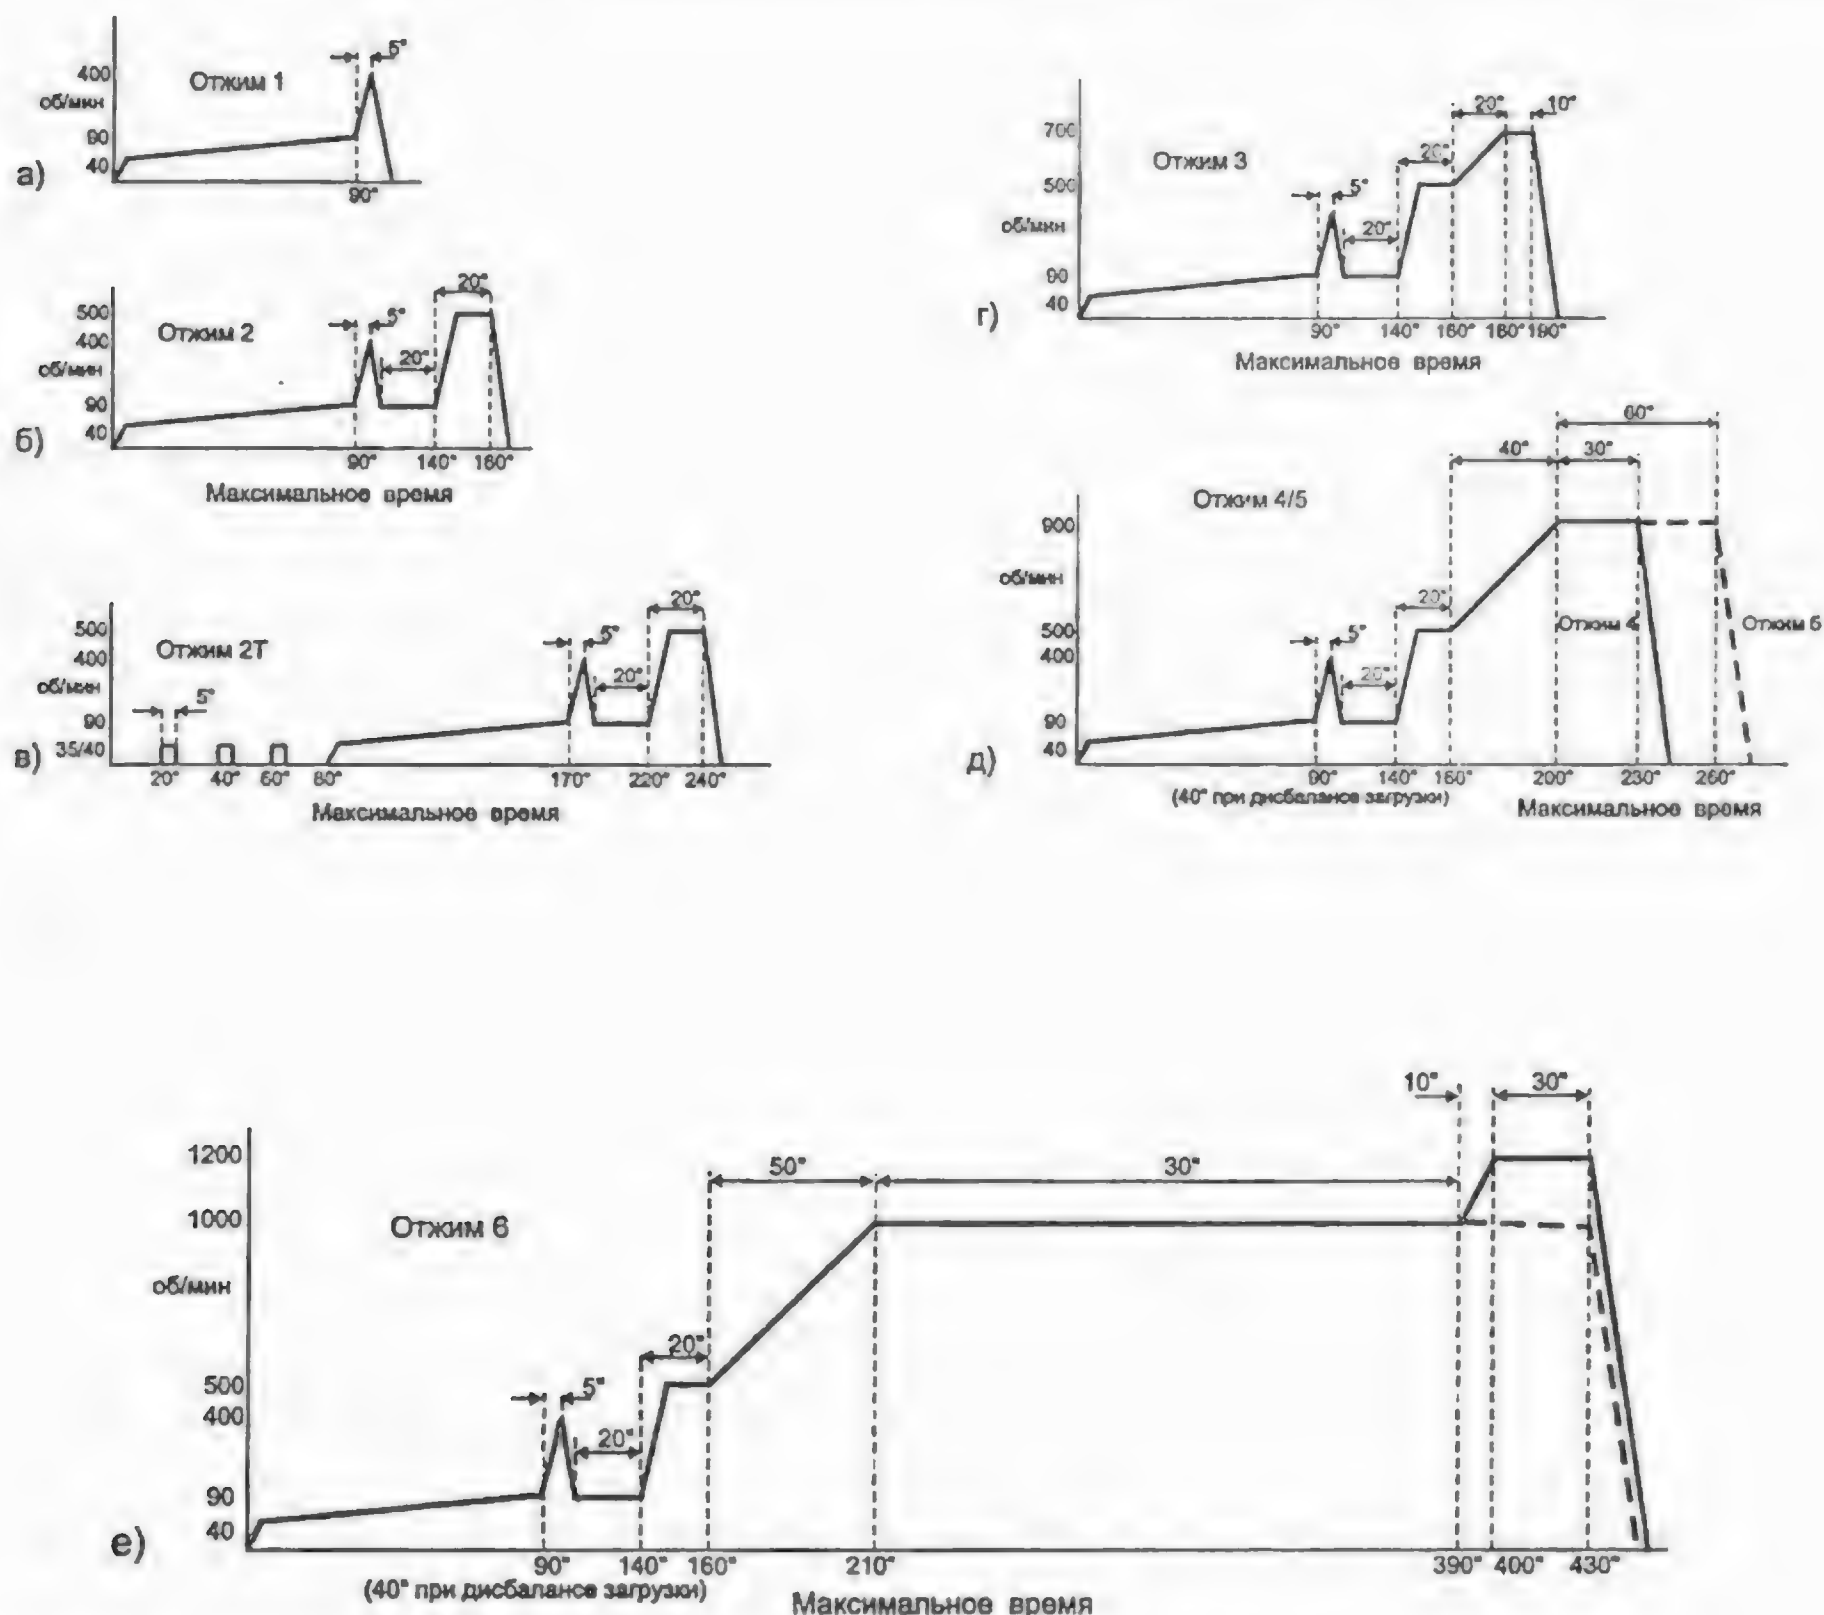 а)
Отжим 1
400
об/мин
90
40
5"
90"
б)
Отжим 2
500
400
об/мин
90
40
5"
20"
20"
90" 140" 160"
Максимальное время
в)
Отжим 2Т
500
400
об/мин
90
35/40
5"
5"
20"
20"
20" 40" 60" 80" 170" 220" 240"
Максимальное время
г)
Отжим 3
700
500
об/мин
90
40
5"
20"
20"
20"
10"
90" 140" 160" 180" 190"
Максимальное время
д)
Отжим 4/5
900
об/мин
500
400
90
40
5"
20"
20"
40"
30"
60"
Отжим 4
Отжим 5
90" 140" 160" 200" 230" 260"
(40" при дисбалансе загрузки)
Максимальное время
е)
Отжим 6
1200
1000
об/мин
500
400
90
40
5"
20"
20"
50"
30"
10"
30"
90" 140" 160" 210" 390" 400" 430"
(40" при дисбалансе загрузки)
Максимальное время